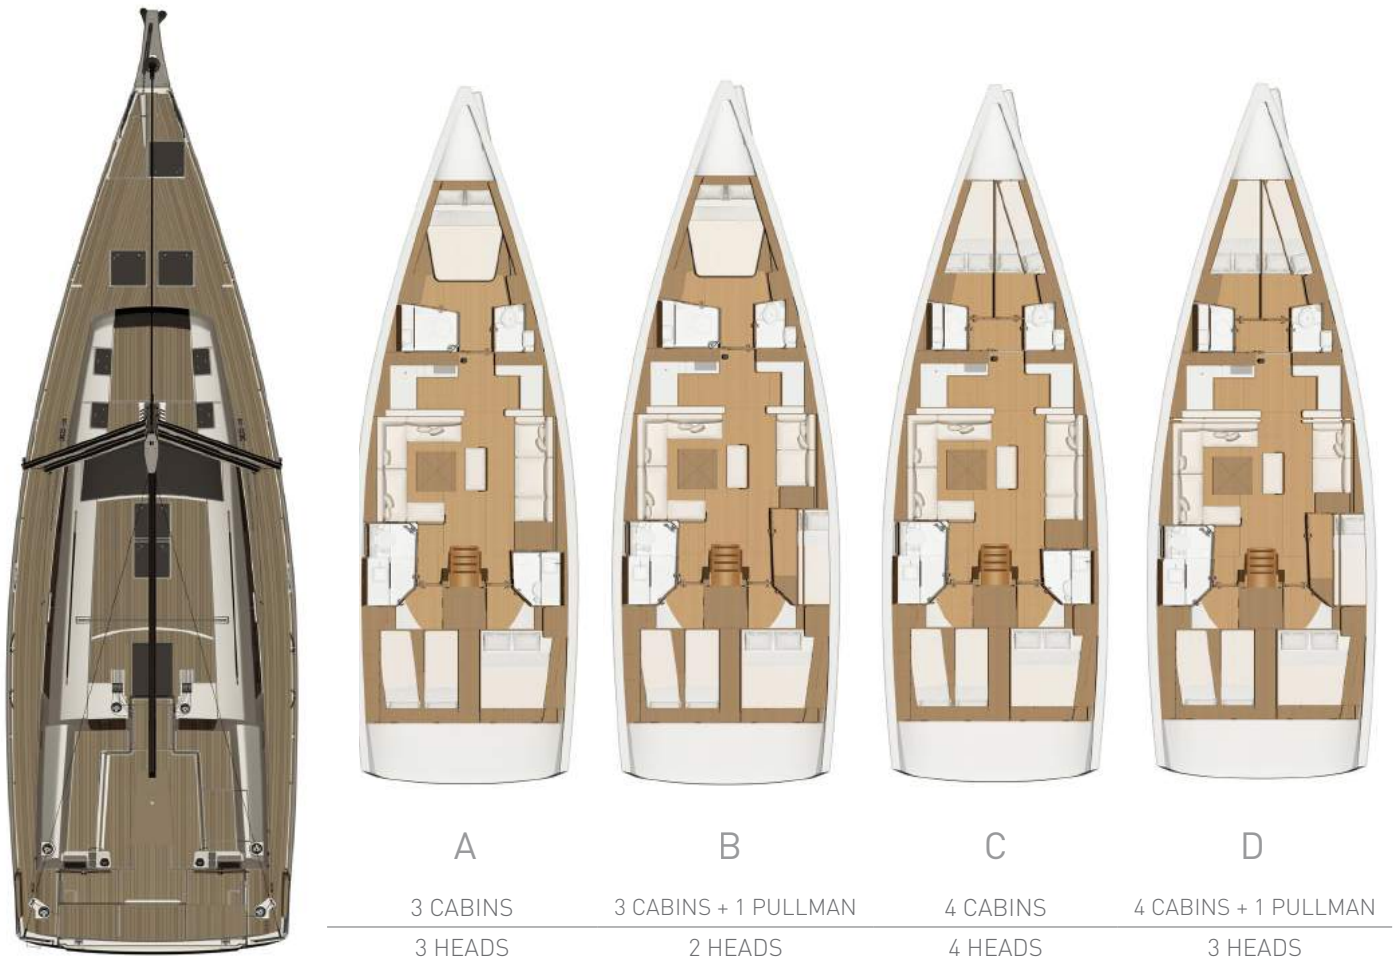 A B C D
3 CABINS 3 CABINS + 1 PULLMAN 4 CABINS 4 CABINS + 1 PULLMAN
3 HEADS 2 HEADS 4 HEADS 3 HEADS